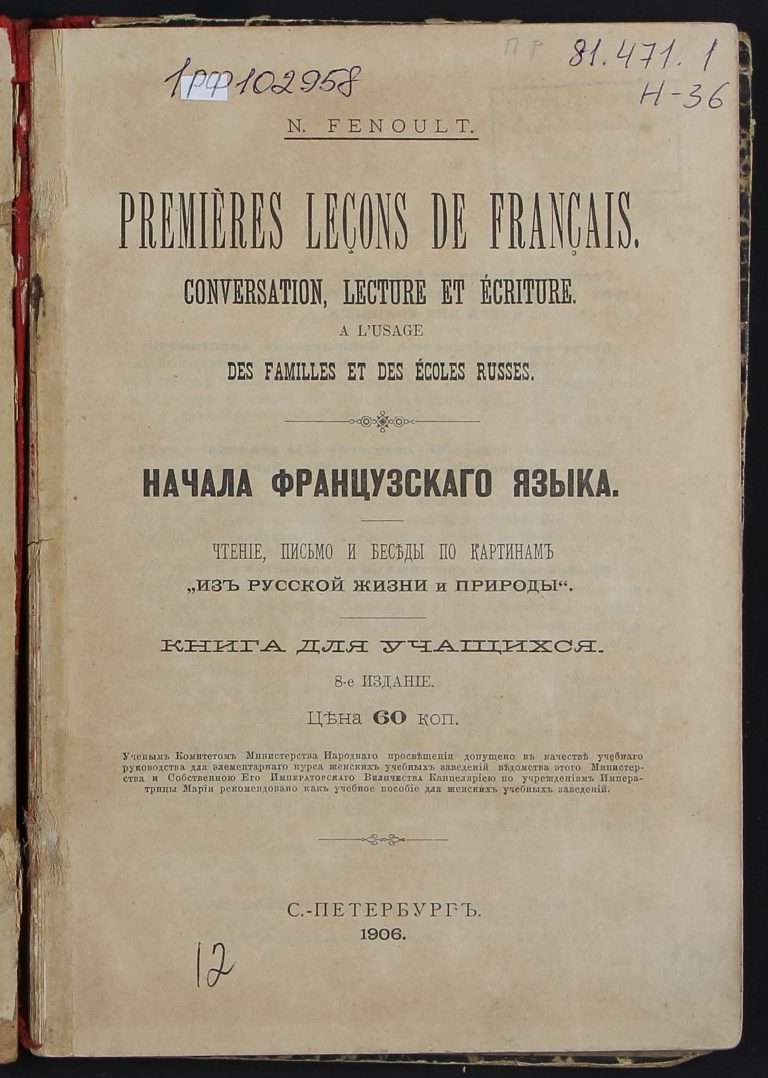 ПР 81.471.1
1РФ102958 Н-36
N. FENOULT.
PREMIÈRES LEÇONS DE FRANÇAIS.
CONVERSATION, LECTURE ET ÉCRITURE.
A L'USAGE
DES FAMILLES ET DES ÉCOLES RUSSES.
НАЧАЛА ФРАНЦУЗСКАГО ЯЗЫКА.
ЧТЕНІЕ, ПИСЬМО И БЕСѢДЫ ПО КАРТИНАМЪ
„ИЗЪ РУССКОЙ ЖИЗНИ и ПРИРОДЫ“.
КНИГА ДЛЯ УЧАЩИХСЯ.
8-е ИЗДАНІЕ.
Цѣна 60 коп.
Ученымъ Комитетомъ Министерства Народнаго просвѣщенія допущено въ качествѣ учебнаго
руководства для элементарнаго курса женскихъ учебныхъ заведеній вѣдомства этого Министер-
ства и Собственною Его Императорскаго Величества Канцеляріею по учрежденіямъ Импера-
трицы Маріи рекомендовано какъ учебное пособіе для женскихъ учебныхъ заведеній.
С.-ПЕТЕРБУРГЪ.
1906.
12